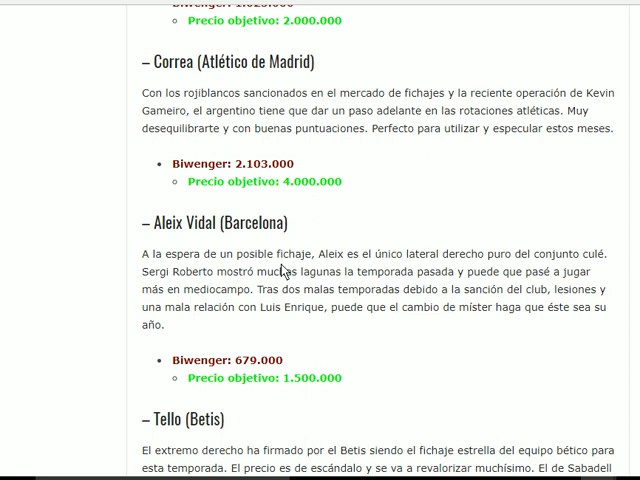 Biwenger: 1.025.000
Precio objetivo: 2.000.000
– Correa (Atlético de Madrid)
Con los rojiblancos sancionados en el mercado de fichajes y la reciente operación de Kevin
Gameiro, el argentino tiene que dar un paso adelante en las rotaciones atléticas. Muy
desequilibrarte y con buenas puntuaciones. Perfecto para utilizar y especular estos meses.
Biwenger: 2.103.000
Precio objetivo: 4.000.000
– Aleix Vidal (Barcelona)
A la espera de un posible fichaje, Aleix es el único lateral derecho puro del conjunto culé.
Sergi Roberto mostró muchas lagunas la temporada pasada y puede que pasé a jugar
más en mediocampo. Tras dos malas temporadas debido a la sanción del club, lesiones y
una mala relación con Luis Enrique, puede que el cambio de míster haga que éste sea su
año.
Biwenger: 679.000
Precio objetivo: 1.500.000
– Tello (Betis)
El extremo derecho ha firmado por el Betis siendo el fichaje estrella del equipo bético para
esta temporada. El precio es de escándalo y se va a revalorizar muchísimo. El de Sabadell